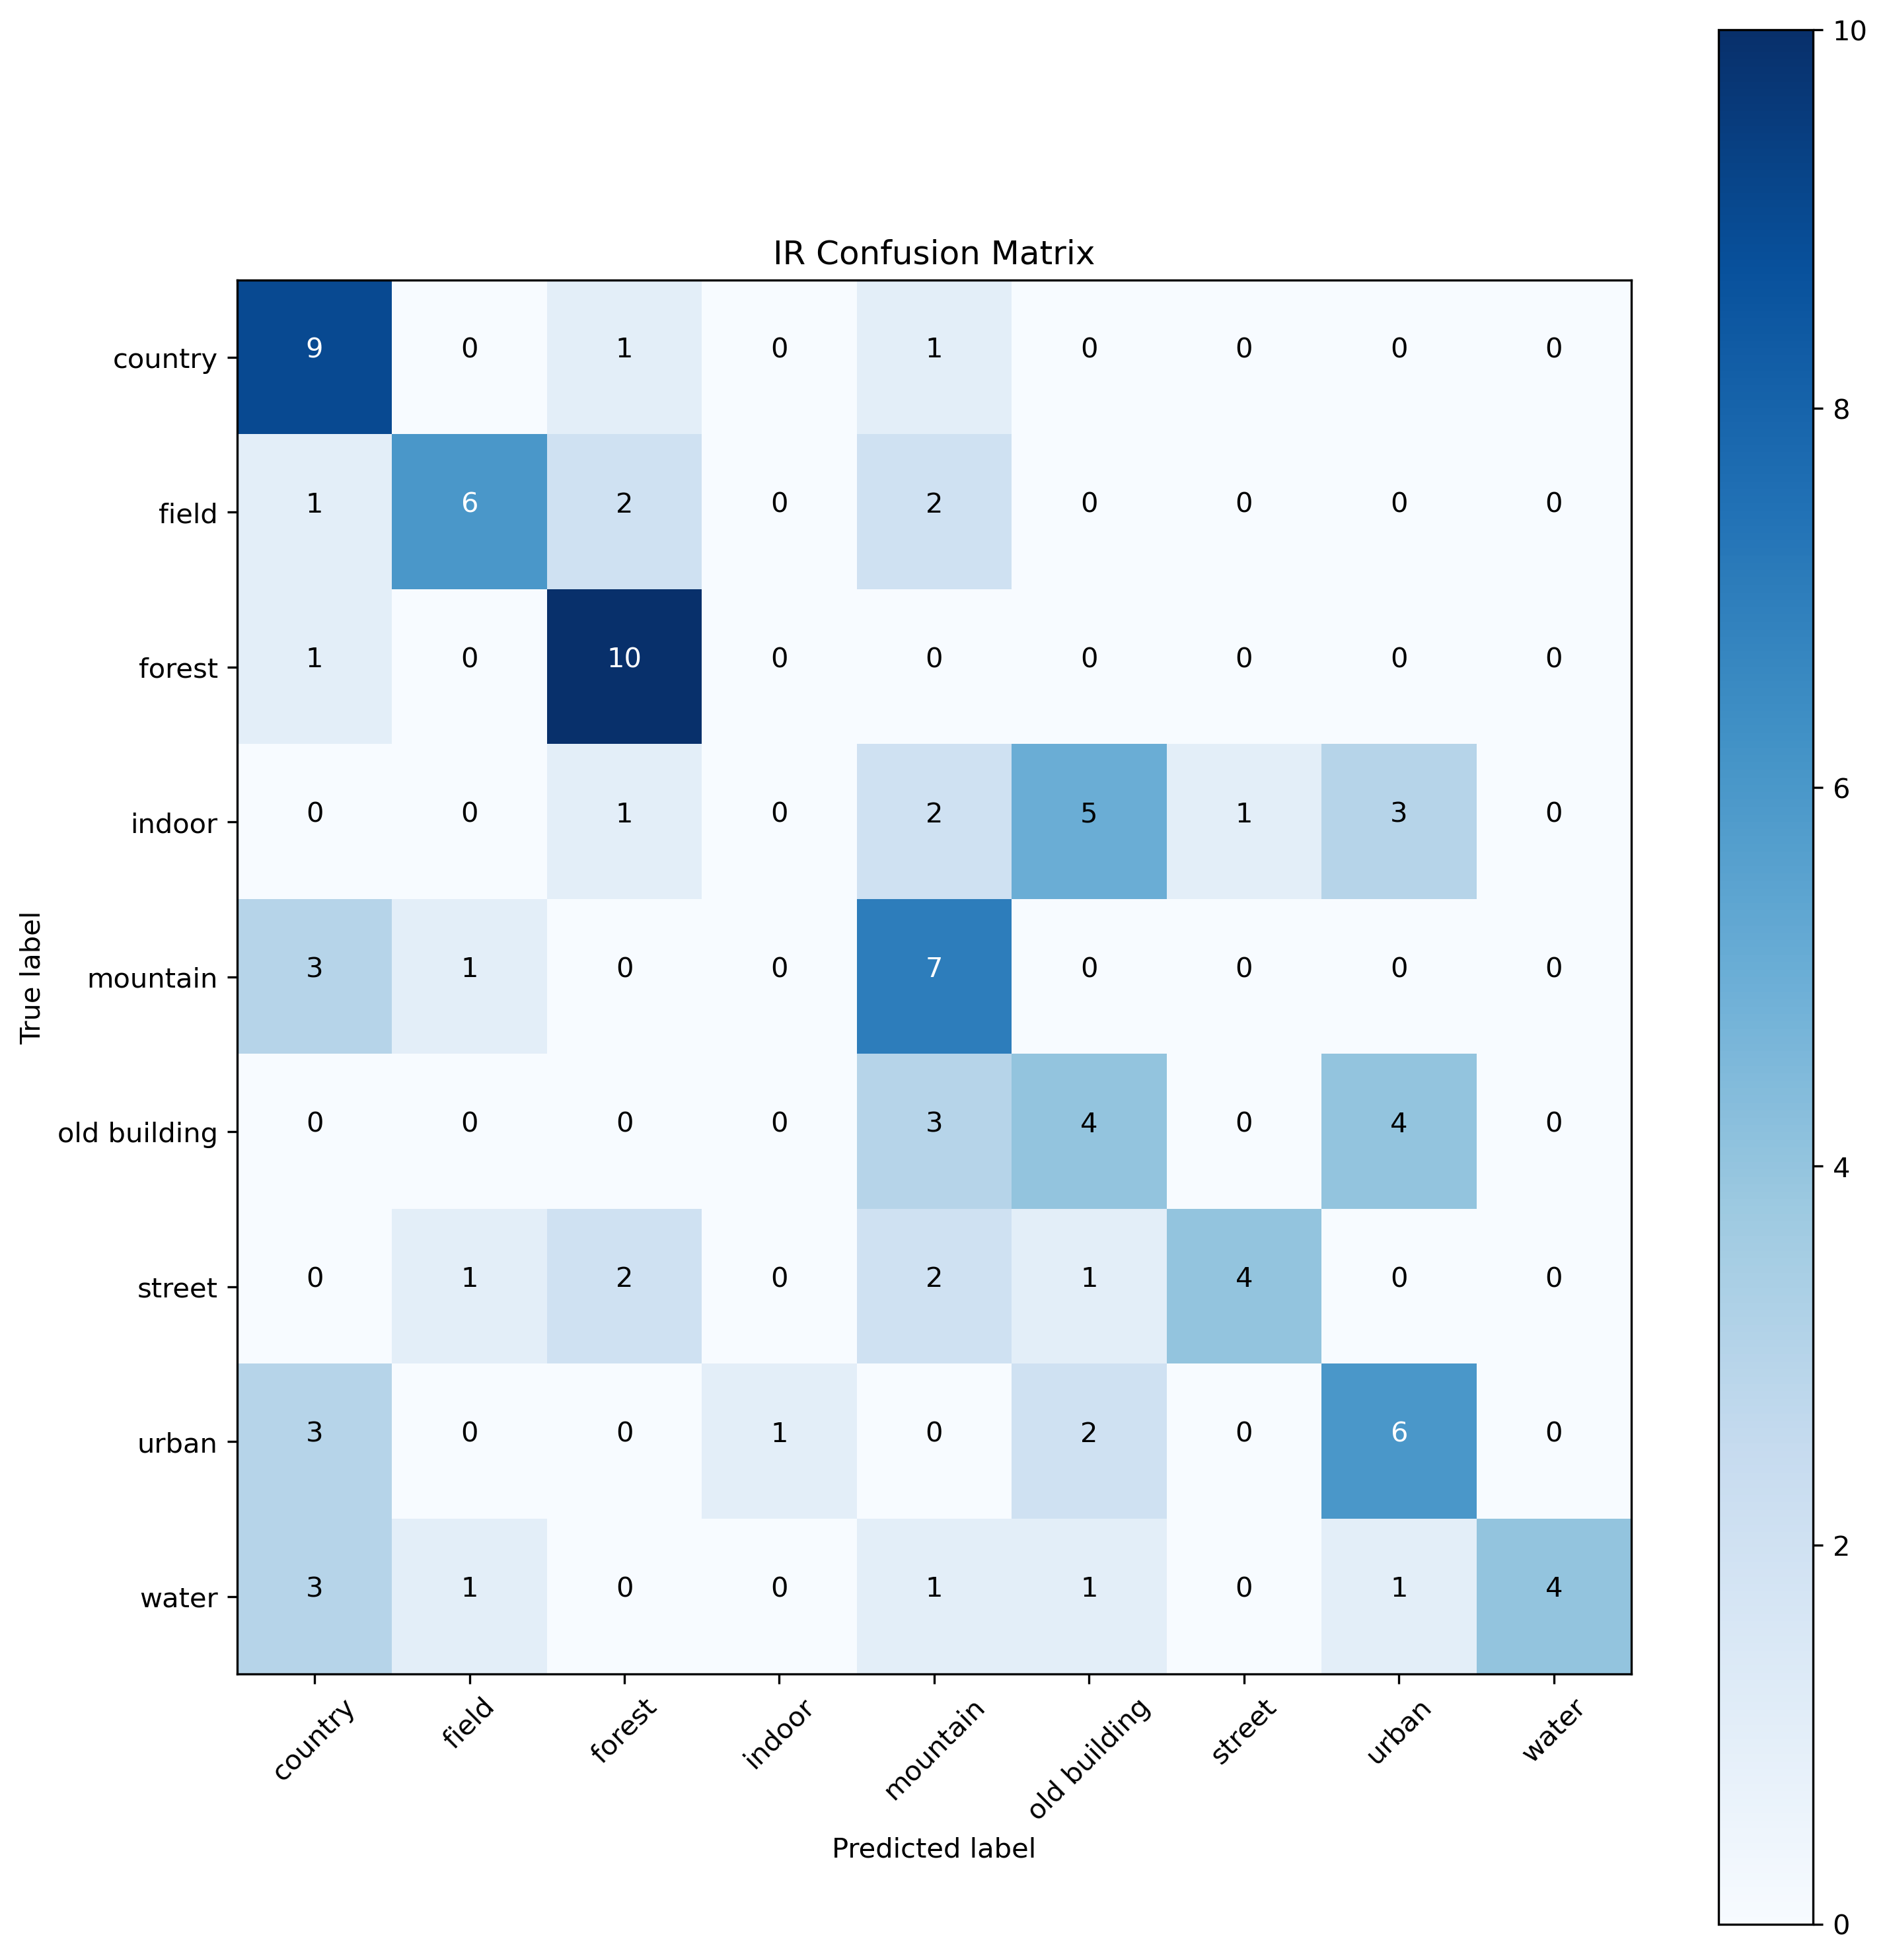 IR Confusion Matrix
True label
country 9 0 1 0 1 0 0 0 0
field 1 6 2 0 2 0 0 0 0
forest 1 0 10 0 0 0 0 0 0
indoor 0 0 1 0 2 5 1 3 0
mountain 3 1 0 0 7 0 0 0 0
old building 0 0 0 0 3 4 0 4 0
street 0 1 2 0 2 1 4 0 0
urban 3 0 0 1 0 2 0 6 0
water 3 1 0 0 1 1 0 1 4
country field forest indoor mountain old building street urban water
Predicted label
10
8
6
4
2
0